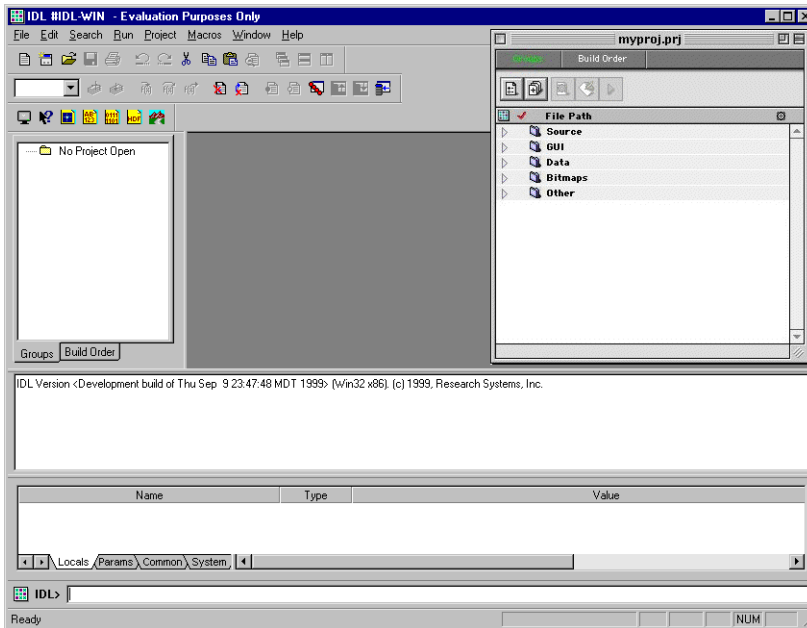 IDL #IDL-WIN - Evaluation Purposes Only
File Edit Search Run Project Macros Window Help
myproj.prj
Groups Build Order
File Path
Source
GUI
Data
Bitmaps
Other
No Project Open
Groups Build Order
IDL Version <Development build of Thu Sep 9 23:47:48 MDT 1999> (Win32 x86). (c) 1999, Research Systems, Inc.
Name Type Value
Locals Params Common System
IDL>
Ready NUM